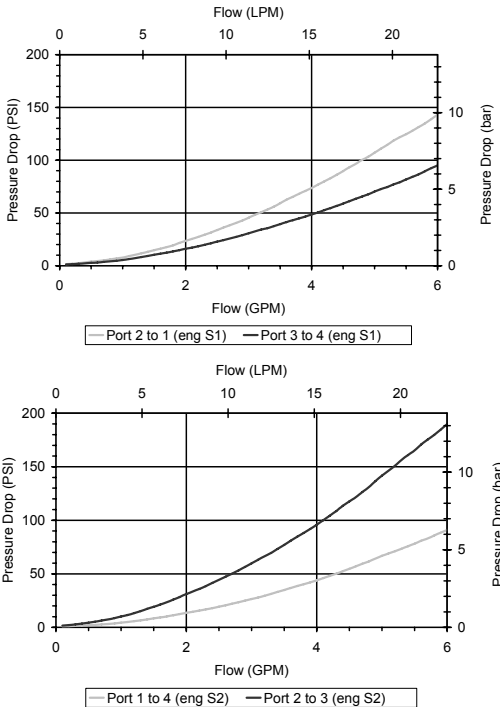 Flow (LPM)
0 5 10 15 20
200
150
100
50
0
Pressure Drop (PSI)
10
5
0
Pressure Drop (bar)
0 2 4 6
Flow (GPM)
Port 2 to 1 (eng S1) Port 3 to 4 (eng S1)
Flow (LPM)
0 5 10 15 20
200
150
100
50
0
Pressure Drop (PSI)
10
5
0
Pressure Drop (bar)
0 2 4 6
Flow (GPM)
Port 1 to 4 (eng S2) Port 2 to 3 (eng S2)